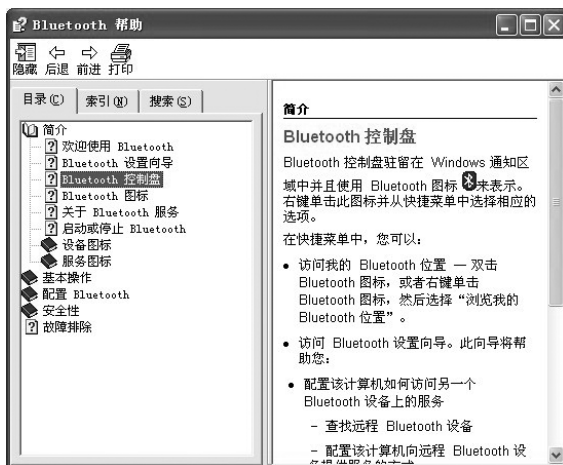 Bluetooth 帮助
隐藏 后退 前进 打印
目录(C) 索引(N) 搜索(S)
简介
欢迎使用 Bluetooth
Bluetooth 设置向导
Bluetooth 控制盘
Bluetooth 图标
关于 Bluetooth 服务
启动或停止 Bluetooth
设备图标
服务图标
基本操作
配置 Bluetooth
安全性
故障排除
简介
Bluetooth 控制盘
Bluetooth 控制盘驻留在 Windows 通知区
域中并且使用 Bluetooth 图标 来表示。
右键单击此图标并从快捷菜单中选择相应的
选项。
在快捷菜单中，您可以：
• 访问我的 Bluetooth 位置 — 双击
Bluetooth 图标，或者右键单击
Bluetooth 图标，然后选择“浏览我的
Bluetooth 位置”。
• 访问 Bluetooth 设置向导。此向导将帮
助您：
• 配置该计算机如何访问另一个
Bluetooth 设备上的服务
– 查找远程 Bluetooth 设备
– 配置该计算机向远程 Bluetooth 设
备提供服务的方式